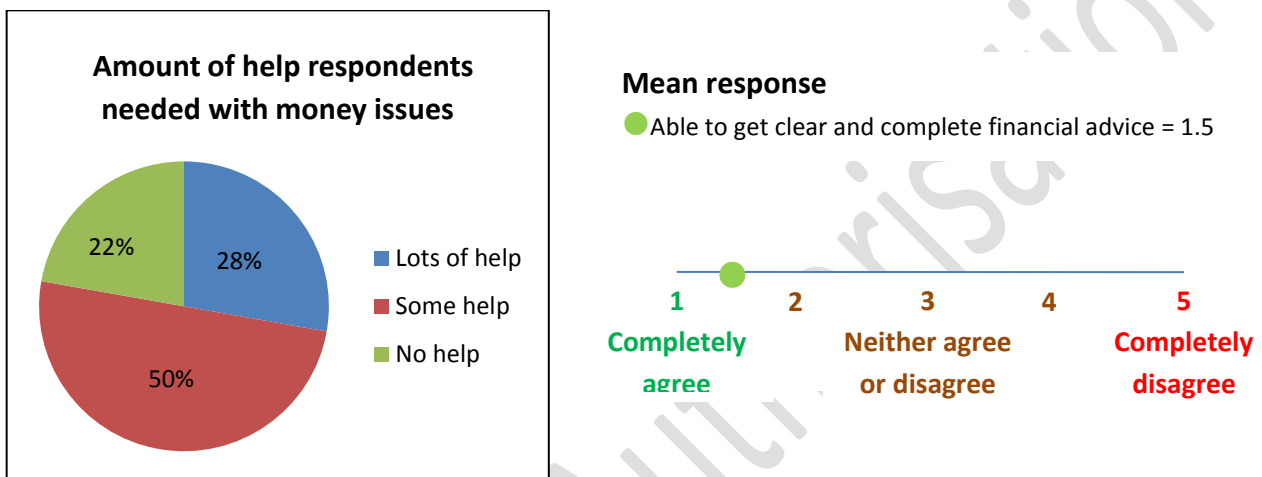 Amount of help respondents
needed with money issues
22%
28%
50%
Lots of help
Some help
No help
Mean response
Able to get clear and complete financial advice = 1.5
1 2 3 4 5
Completely agree
Neither agree or disagree
Completely disagree